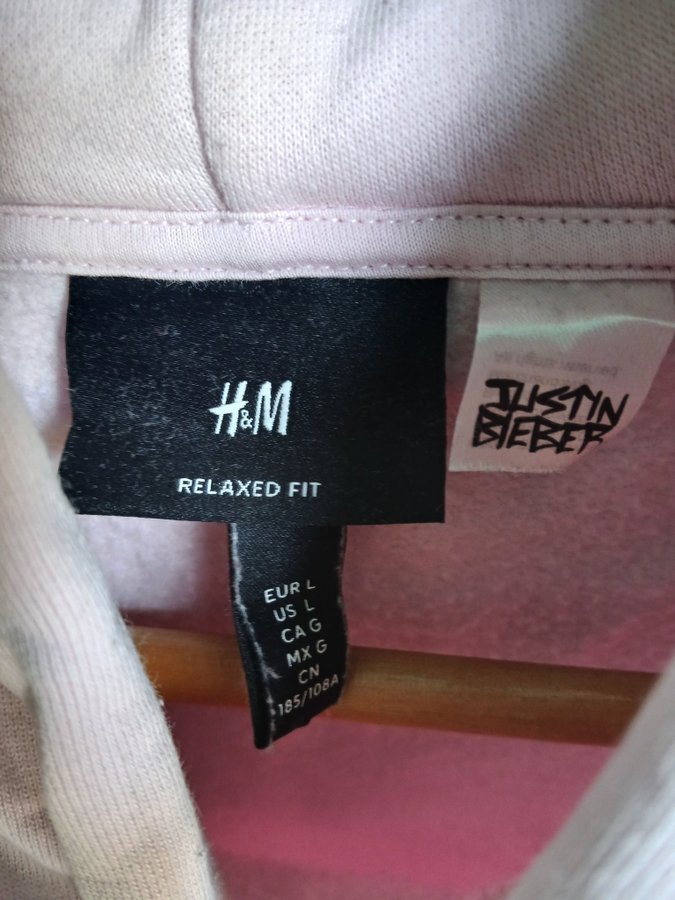 H&M
RELAXED FIT
EUR L
US L
CA G
MX G
CN
185/108A
JUSTIN
BIEBER